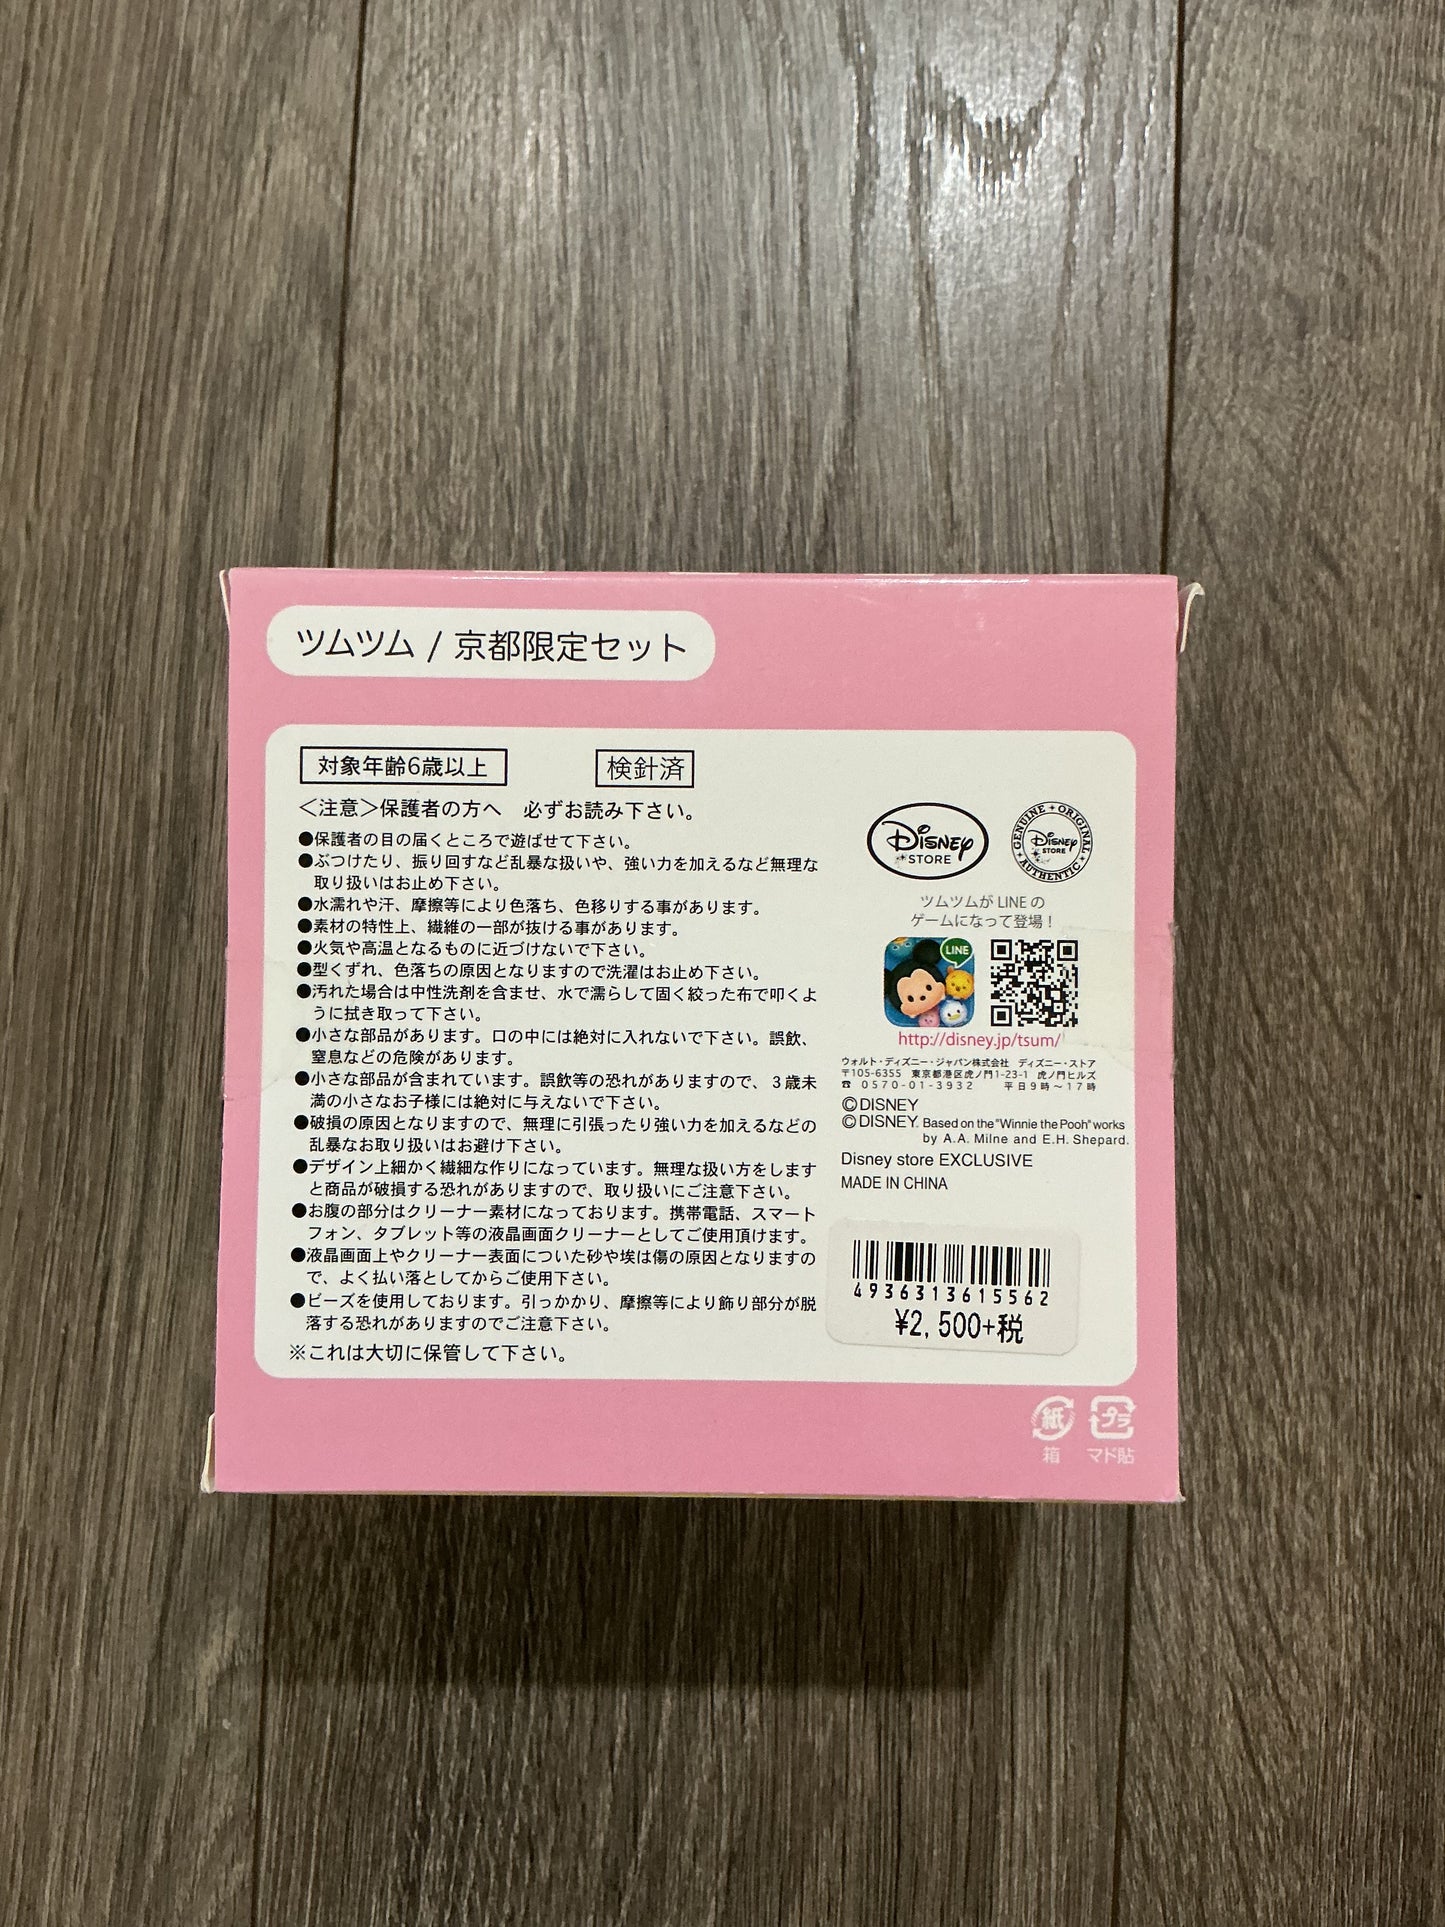 ツムツム / 京都限定セット
対象年齢6歳以上
検針済
＜注意＞保護者の方へ　必ずお読み下さい。
●保護者の目の届くところで遊ばせて下さい。
●ぶつけたり、振り回すなど乱暴な扱いや、強い力を加えるなど無理な
取り扱いはお止め下さい。
●水濡れや汗、摩擦等により色落ち、色移りする事があります。
●素材の特性上、繊維の一部が抜ける事があります。
●火気や高温となるものに近づけないで下さい。
●型くずれ、色落ちの原因となりますので洗濯はお止め下さい。
●汚れた場合は中性洗剤を含ませ、水で濡らして固く絞った布で叩くよ
うに拭き取って下さい。
●小さな部品があります。口の中には絶対に入れないで下さい。誤飲、
窒息などの危険があります。
●小さな部品が含まれています。誤飲等の恐れがありますので、３歳未
満の小さなお子様には絶対に与えないで下さい。
●破損の原因となりますので、無理に引張ったり強い力を加えるなどの
乱暴なお取り扱いはお避け下さい。
●デザイン上細かく繊細な作りになっています。無理な扱い方をします
と商品が破損する恐れがありますので、取り扱いにご注意下さい。
●お腹の部分はクリーナー素材になっております。携帯電話、スマート
フォン、タブレット等の液晶画面クリーナーとしてご使用頂けます。
●液晶画面上やクリーナー表面についた砂や埃は傷の原因となりますの
で、よく払い落としてからご使用下さい。
●ビーズを使用しております。引っかかり、摩擦等により飾り部分が脱
落する恐れがありますのでご注意下さい。
※これは大切に保管して下さい。
Disney STORE
GENUINE ORIGINAL AUTHENTIC Disney STORE
ツムツムが LINE の
ゲームになって登場！
LINE
http://disney.jp/tsum/
ウォルト・ディズニー・ジャパン株式会社　ディズニー・ストア
〒105-6355　東京都港区虎ノ門1-23-1　虎ノ門ヒルズ
☎ 0570-01-3932　平日9時～17時
©DISNEY
©DISNEY. Based on the "Winnie the Pooh" works
by A.A. Milne and E.H. Shepard.
Disney store EXCLUSIVE
MADE IN CHINA
4936313615562
¥2,500+税
紙
プラ
箱
マド貼